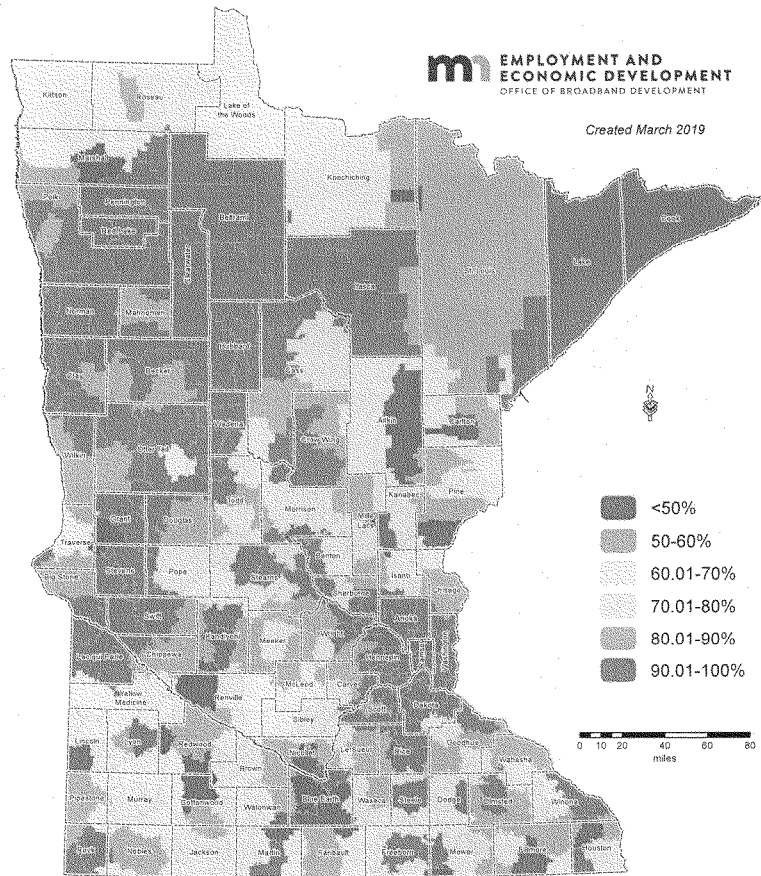 EMPLOYMENT AND
ECONOMIC DEVELOPMENT
OFFICE OF BROADBAND DEVELOPMENT
Created March 2019
Kittson
Roseau
Lake of
the Woods
Marshall
Koochiching
Polk
Pennington
Red Lake
Beltrami
Cook
Lake
St. Louis
Itasca
Clearwater
Norman
Mahnomen
Hubbard
Cass
Clay
Becker
N
Aitkin
Wadena
Crow Wing
Carlton
Otter Tail
Wilkin
Pine
Kanabec
Todd
Morrison
Mille
Lacs
Grant
Douglas
Traverse
Benton
Stevens
Pope
Stearns
Isanti
Big Stone
Sherburne
Chisago
Swift
Anoka
Kandiyohi
Meeker
Wright
Lac qui Parle
Chippewa
Hennepin
Washington
McLeod
Carver
Yellow
Medicine
Renville
Dakota
Scott
Sibley
Lincoln
Lyon
Redwood
Nicollet
Le Sueur
Rice
Goodhue
Wabasha
Brown
Pipestone
Murray
Cottonwood
Watonwan
Blue Earth
Waseca
Steele
Dodge
Olmsted
Winona
Rock
Nobles
Jackson
Martin
Faribault
Freeborn
Mower
Fillmore
Houston
<50%
50-60%
60.01-70%
70.01-80%
80.01-90%
90.01-100%
0 10 20 40 60 80
miles